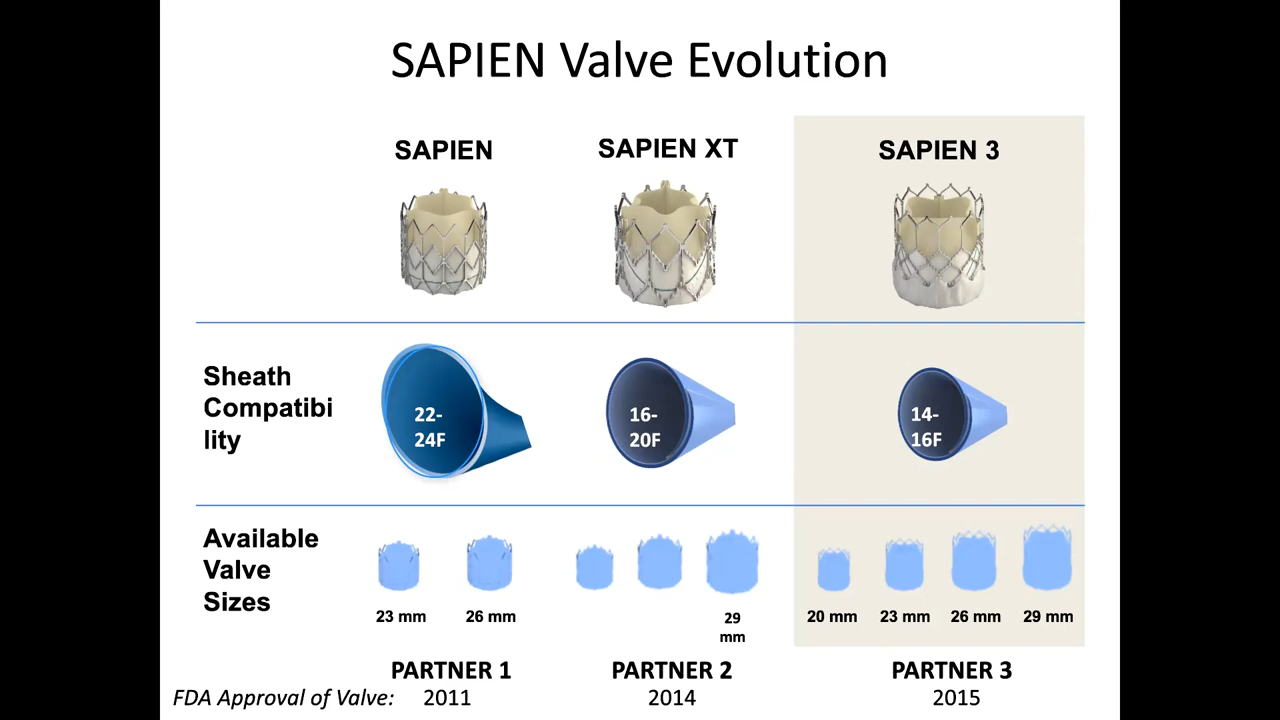 SAPIEN Valve Evolution
SAPIEN
SAPIEN XT
SAPIEN 3
Sheath
Compatibi
lity
22-
24F
16-
20F
14-
16F
Available
Valve
Sizes
23 mm
26 mm
29
mm
20 mm
23 mm
26 mm
29 mm
PARTNER 1
PARTNER 2
PARTNER 3
FDA Approval of Valve:
2011
2014
2015